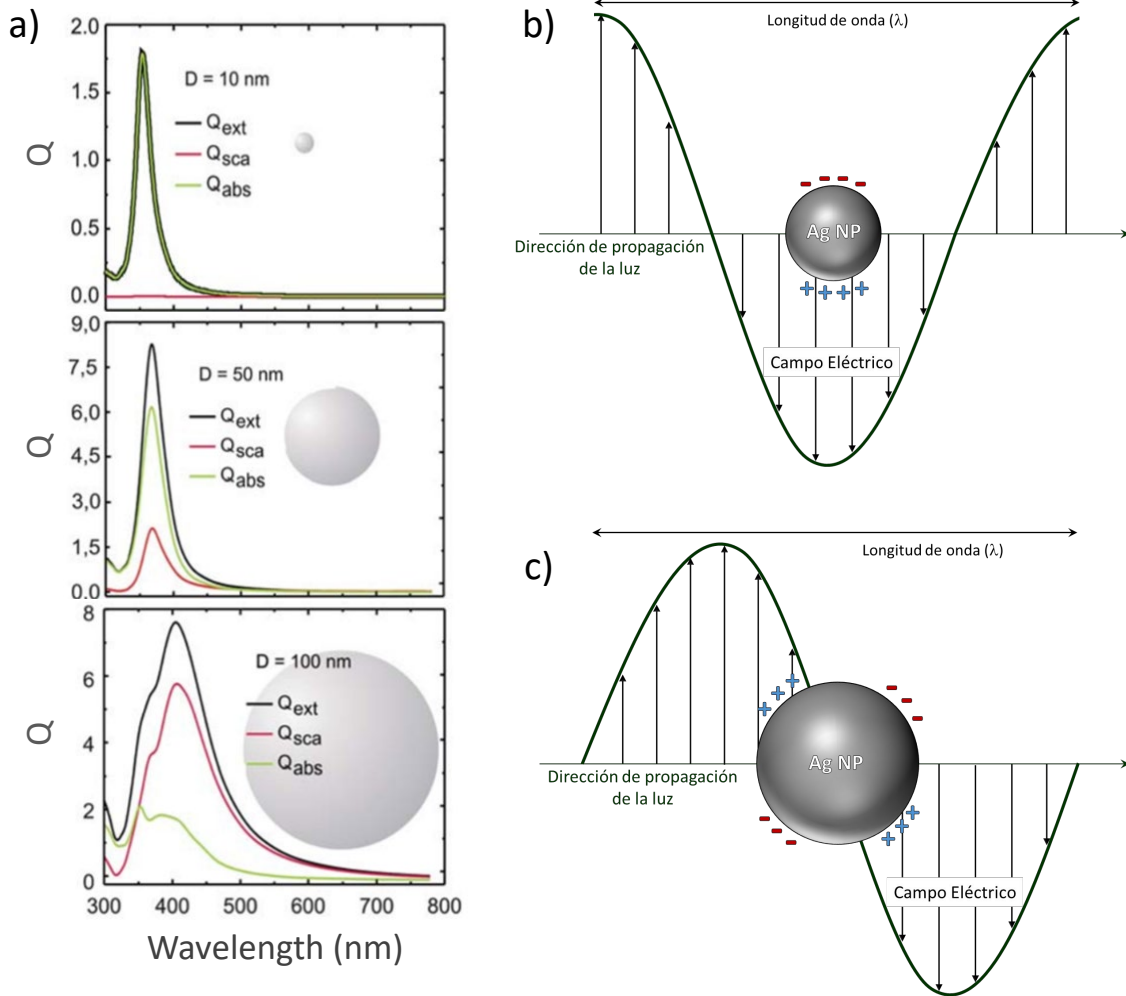 a)
2.0
1.5
1.0
0.5
0.0
Q
D = 10 nm
Qext
Qsca
Qabs
9,0
7,5
6,0
4,5
3,0
1,5
0.0
Q
D = 50 nm
Qext
Qsca
Qabs
8
6
4
2
0
Q
D = 100 nm
Qext
Qsca
Qabs
300 400 500 600 700 800
Wavelength (nm)
b)
Longitud de onda (λ)
Ag NP
Dirección de propagación
de la luz
Campo Eléctrico
c)
Longitud de onda (λ)
Ag NP
Dirección de propagación
de la luz
Campo Eléctrico